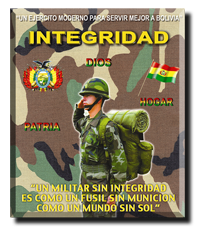 "UN EJERCITO MODERNO PARA SERVIR MEJOR A BOLIVIA"
INTEGRIDAD
DIOS
HOGAR
PATRIA
"UN MILITAR SIN INTEGRIDAD
ES COMO UN FUSIL SIN MUNICION
COMO UN MUNDO SIN SOL"